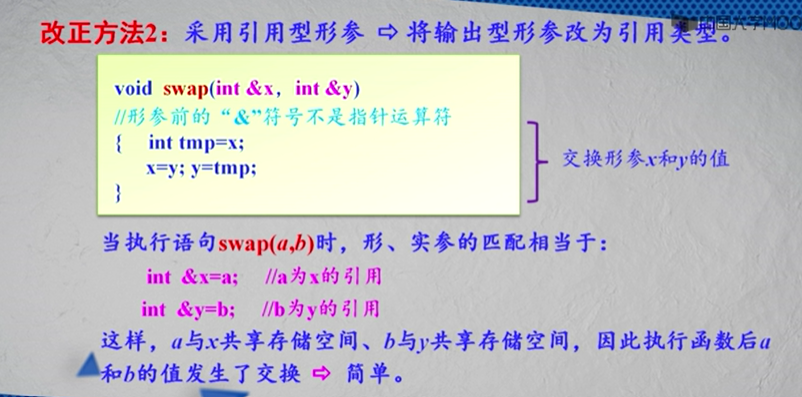 中国大学MOOC
改正方法2：采用引用型形参 ⇨ 将输出型形参改为引用类型。
void swap(int &x，int &y)
//形参前的“&”符号不是指针运算符
{ int tmp=x;
x=y; y=tmp;
}
交换形参x和y的值
当执行语句swap(a,b)时，形、实参的匹配相当于：
int &x=a; //a为x的引用
int &y=b; //b为y的引用
这样，a与x共享存储空间、b与y共享存储空间，因此执行函数后a
和b的值发生了交换 ⇨ 简单。